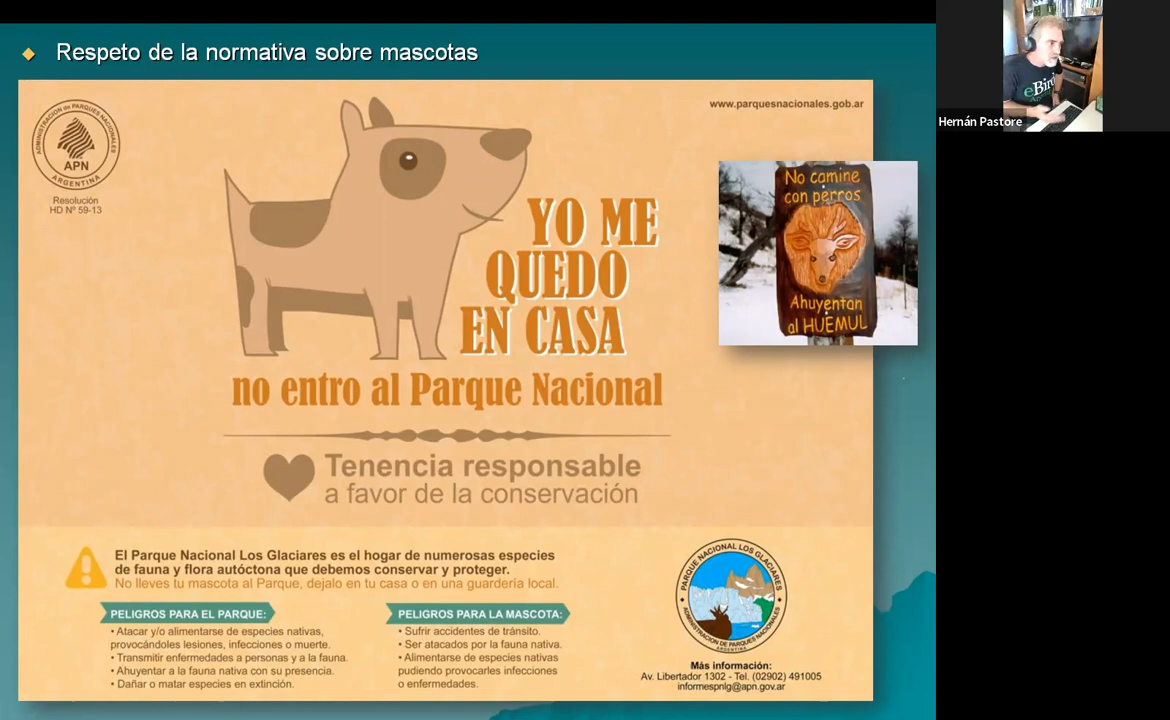 Respeto de la normativa sobre mascotas
ADMINISTRACIÓN de PARQUES NACIONALES
APN
ARGENTINA
Resolución
HD Nº 59-13
www.parquesnacionales.gob.ar
YO ME
QUEDO
EN CASA
no entro al Parque Nacional
Tenencia responsable
a favor de la conservación
No camine
con perros
Ahuyentan
al HUEMUL
El Parque Nacional Los Glaciares es el hogar de numerosas especies
de fauna y flora autóctona que debemos conservar y proteger.
No lleves tu mascota al Parque, dejalo en tu casa o en una guardería local.
PELIGROS PARA EL PARQUE:
• Atacar y/o alimentarse de especies nativas,
provocándoles lesiones, infecciones o muerte.
• Transmitir enfermedades a personas y a la fauna.
• Ahuyentar a la fauna nativa con su presencia.
• Dañar o matar especies en extinción.
PELIGROS PARA LA MASCOTA:
• Sufrir accidentes de tránsito.
• Ser atacados por la fauna nativa.
• Alimentarse de especies nativas
pudiendo provocarles infecciones
o enfermedades.
PARQUE NACIONAL LOS GLACIARES
ADMINISTRACIÓN DE PARQUES NACIONALES
ARGENTINA
Más información:
Av. Libertador 1302 - Tel. (02902) 491005
informespnlg@apn.gov.ar
eBird
Hernán Pastore